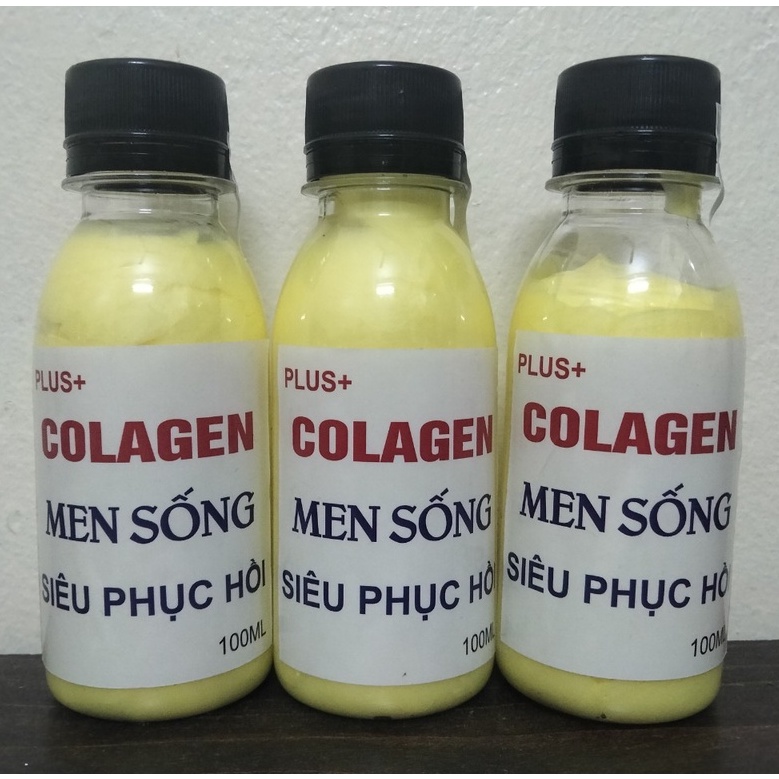 PLUS+
COLAGEN
MEN SỐNG
SIÊU PHỤC HỒI
100ML
PLUS+
COLAGEN
MEN SỐNG
SIÊU PHỤC HỒI
100ML
PLUS+
COLAGEN
MEN SỐNG
SIÊU PHỤC HỒ
100ML